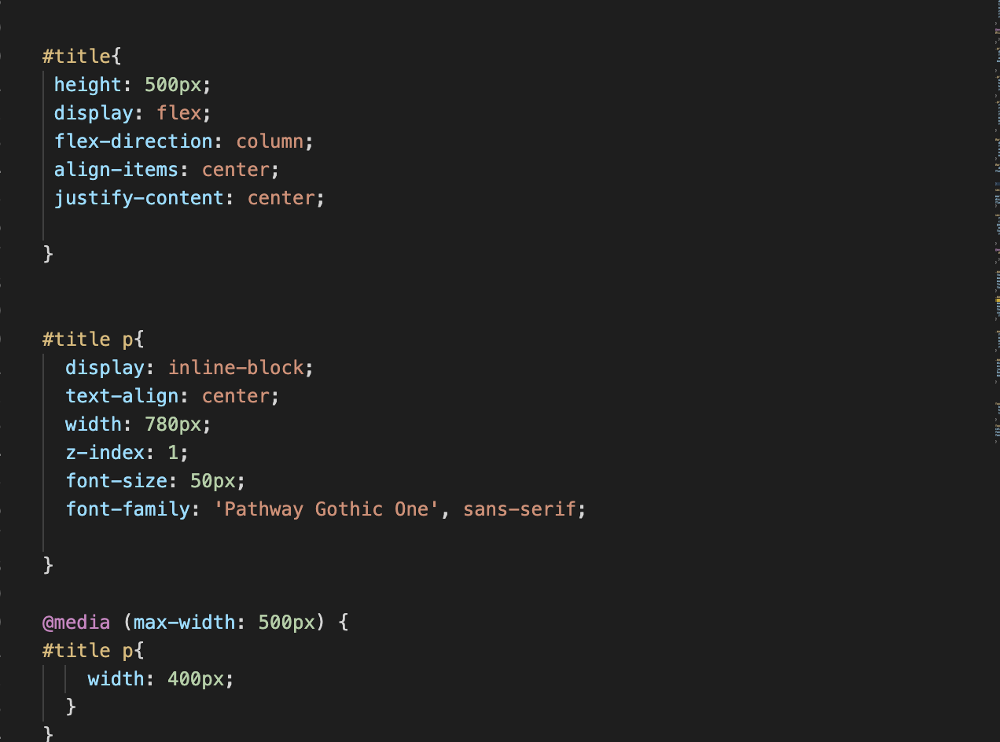 #title{
height: 500px;
display: flex;
flex-direction: column;
align-items: center;
justify-content: center;
}
#title p{
display: inline-block;
text-align: center;
width: 780px;
z-index: 1;
font-size: 50px;
font-family: 'Pathway Gothic One', sans-serif;
}
@media (max-width: 500px) {
#title p{
width: 400px;
}
}